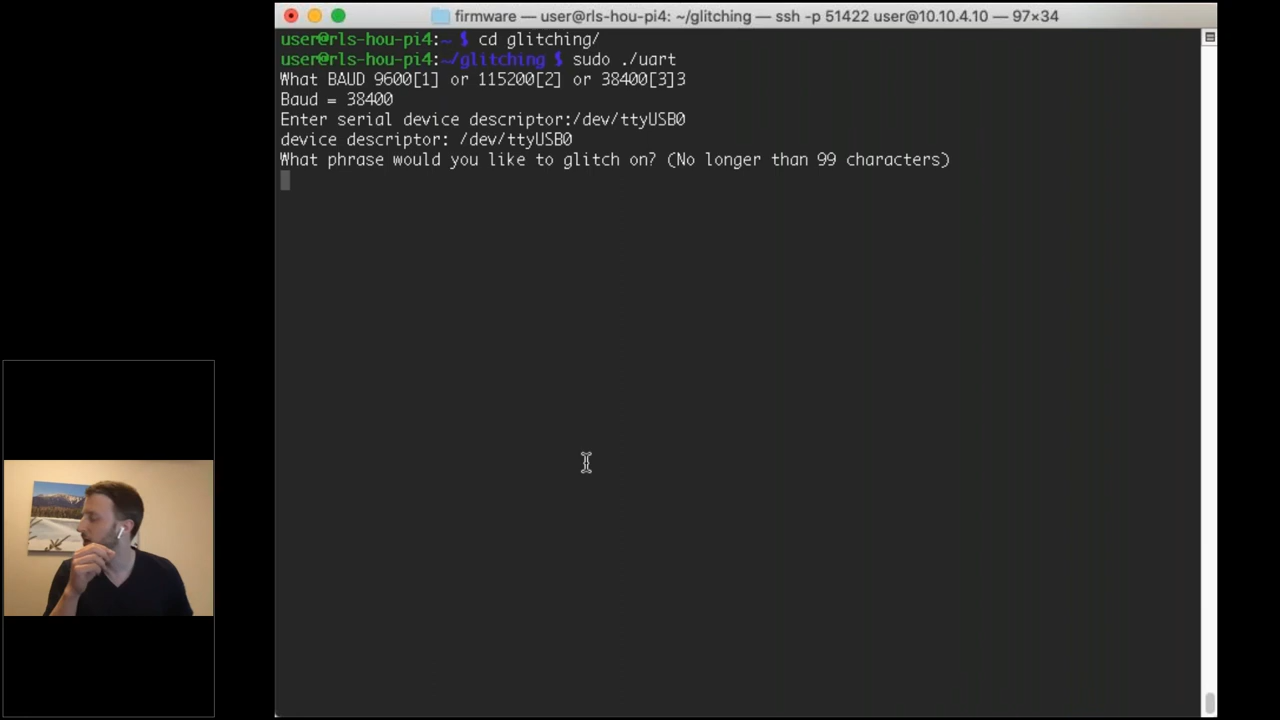 firmware — user@rls-hou-pi4: ~/glitching — ssh -p 51422 user@10.10.4.10 — 97×34
user@rls-hou-pi4:~ $ cd glitching/
user@rls-hou-pi4:~/glitching $ sudo ./uart
What BAUD 9600[1] or 115200[2] or 38400[3]3
Baud = 38400
Enter serial device descriptor:/dev/ttyUSB0
device descriptor: /dev/ttyUSB0
What phrase would you like to glitch on? (No longer than 99 characters)